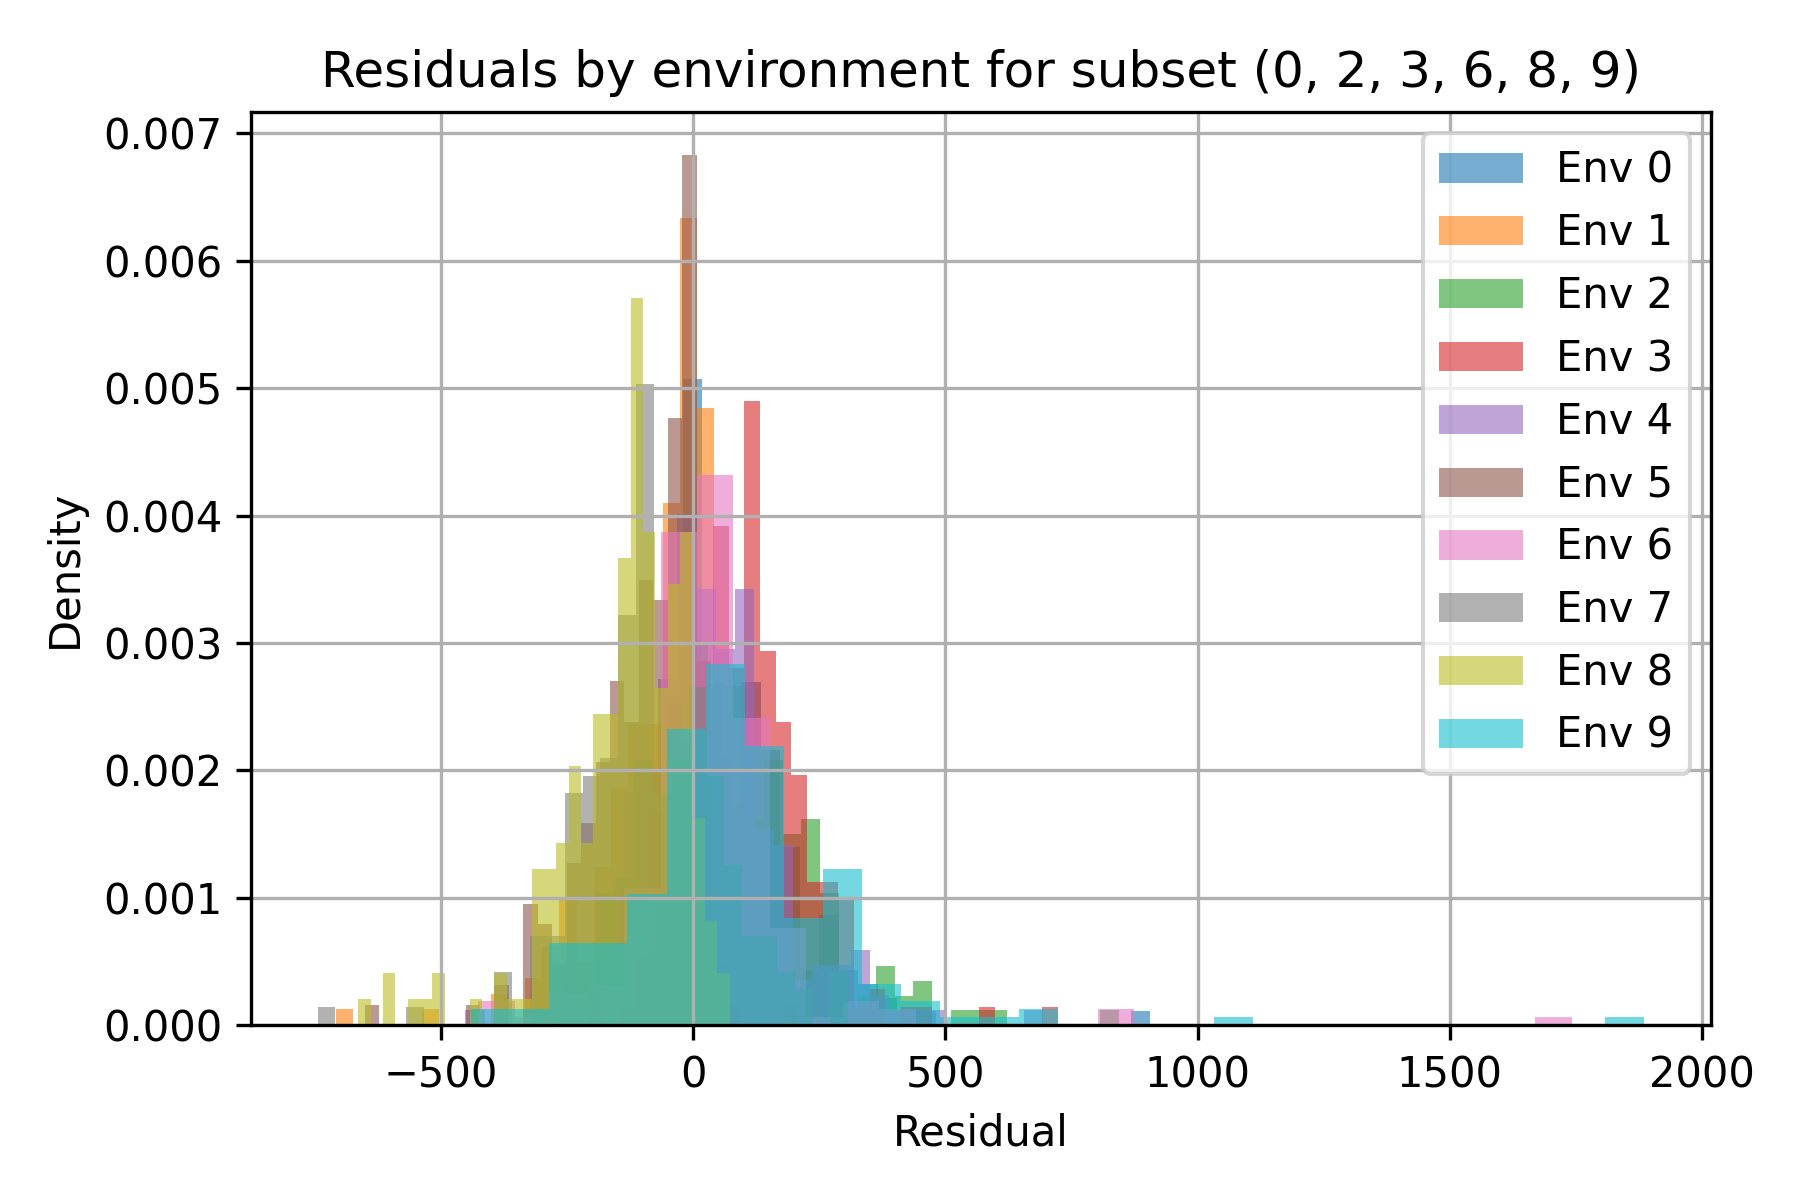 Residuals by environment for subset (0, 2, 3, 6, 8, 9)
0.007
0.006
0.005
0.004
0.003
0.002
0.001
0.000
Density
−500
0
500
1000
1500
2000
Residual
Env 0
Env 1
Env 2
Env 3
Env 4
Env 5
Env 6
Env 7
Env 8
Env 9